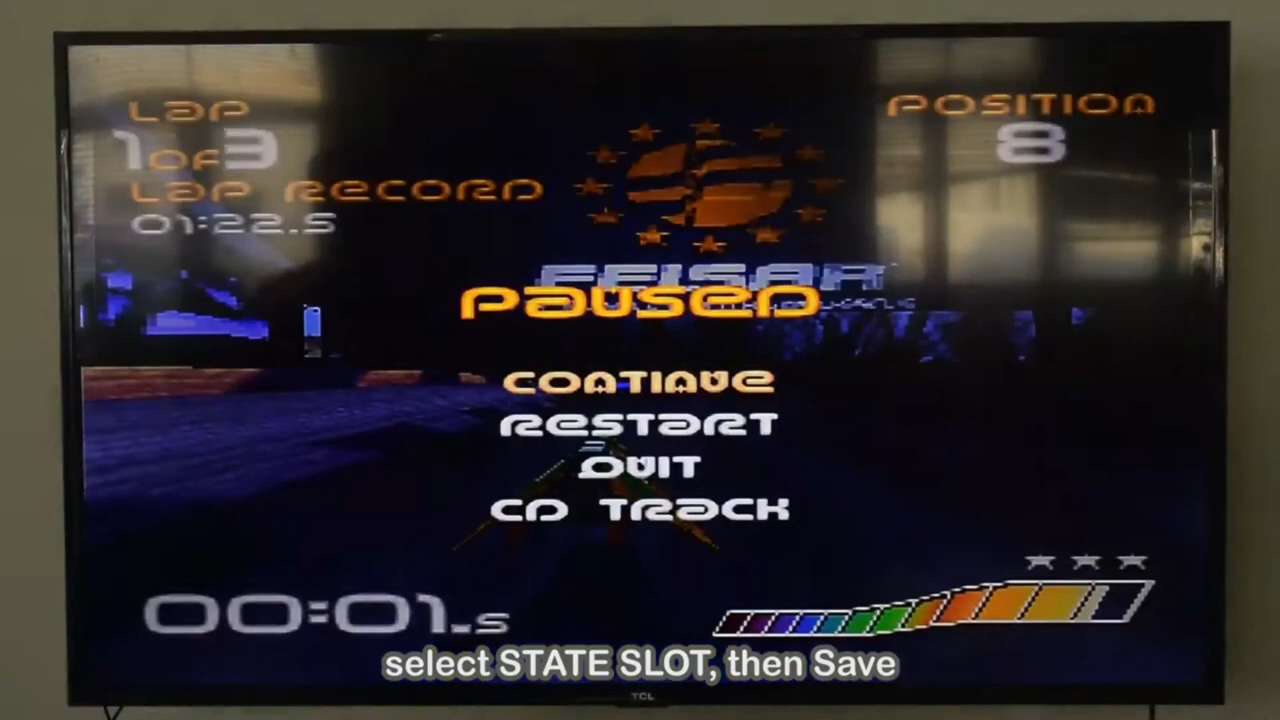 LAP
1 OF 3
LAP RECORD
01:22.5
POSITION
8
FEISAR
PAUSED
CONTINUE
RESTART
QUIT
CD TRACK
00:01.5
select STATE SLOT, then Save
TCL